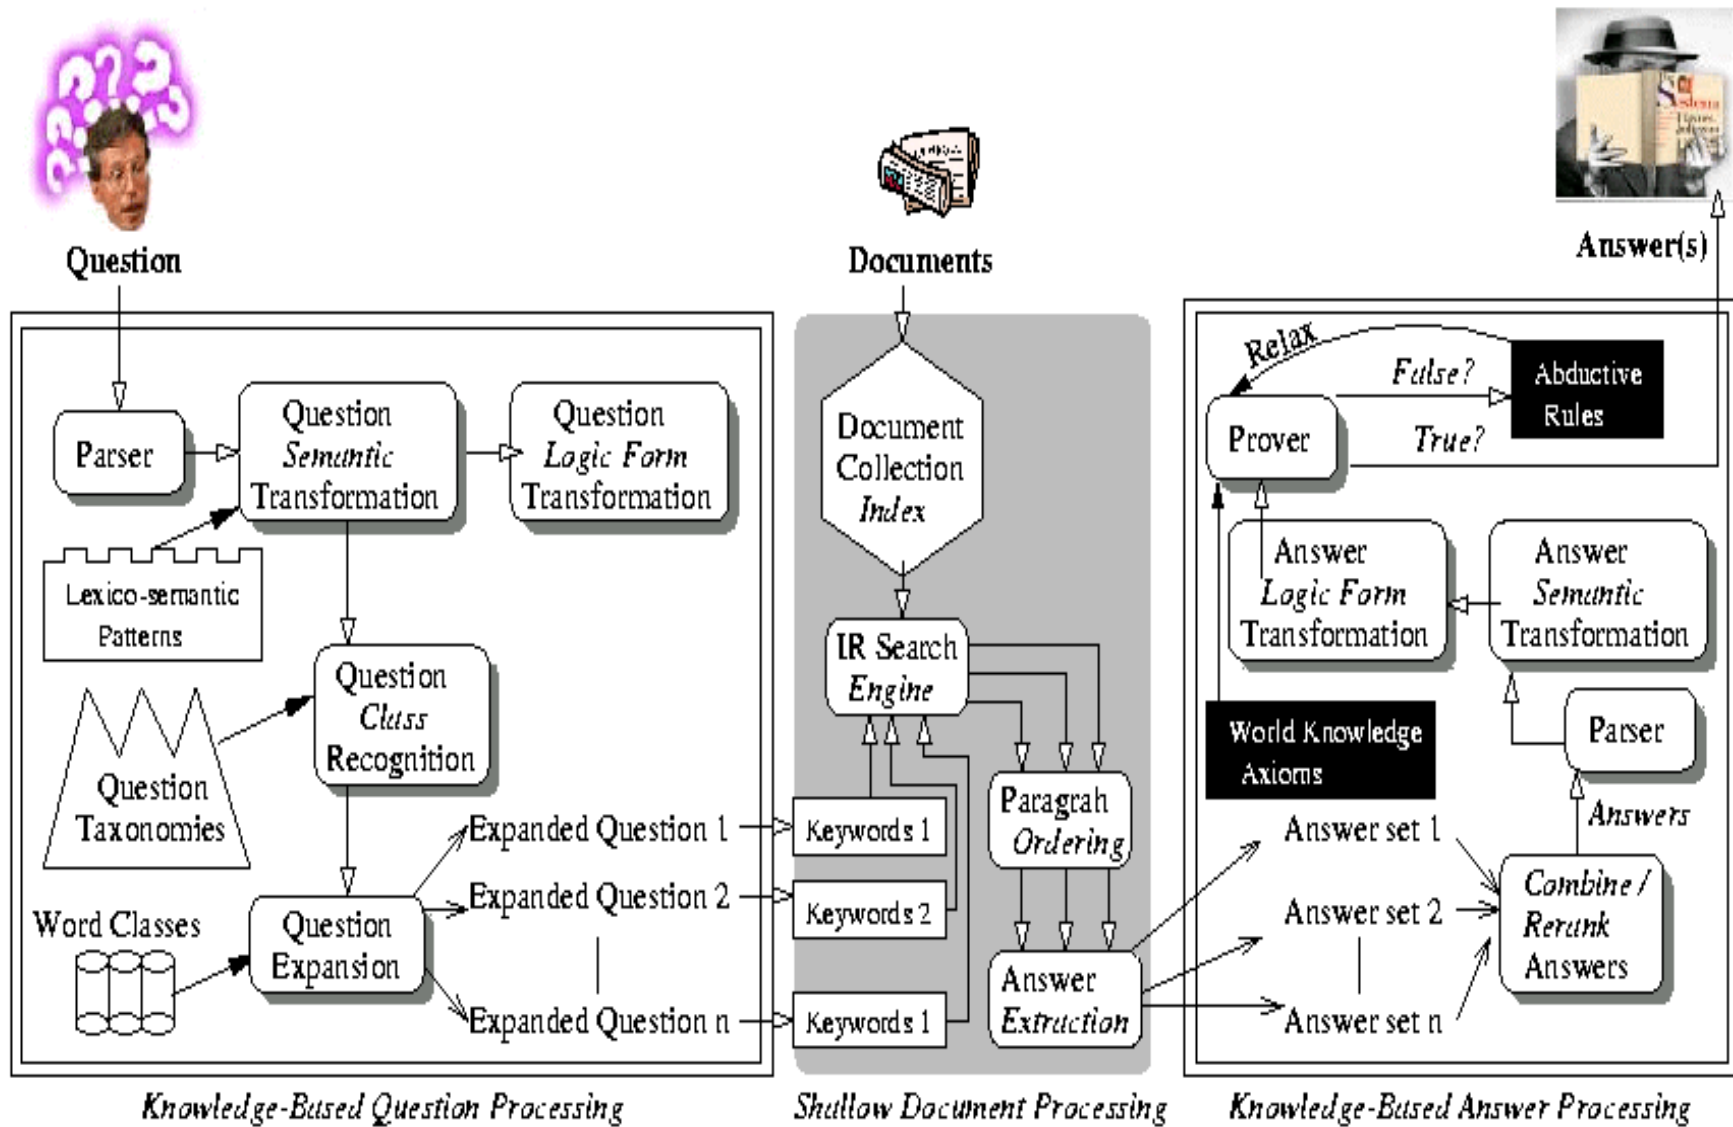 Question
Documents
Answer(s)
Parser
Question
Semantic
Transformation
Question
Logic Form
Transformation
Lexico-semantic
Patterns
Question
Class
Recognition
Question
Taxonomies
Word Classes
Question
Expansion
Expanded Question 1
Expanded Question 2
Expanded Question n
Knowledge-Based Question Processing
Document
Collection
Index
IR Search
Engine
Keywords 1
Keywords 2
Keywords 1
Paragrah
Ordering
Answer
Extraction
Shallow Document Processing
Relax
False?
True?
Abductive
Rules
Prover
Answer
Logic Form
Transformation
Answer
Semantic
Transformation
World Knowledge
Axioms
Parser
Answers
Answer set 1
Answer set 2
Answer set n
Combine /
Rerank
Answers
Knowledge-Based Answer Processing